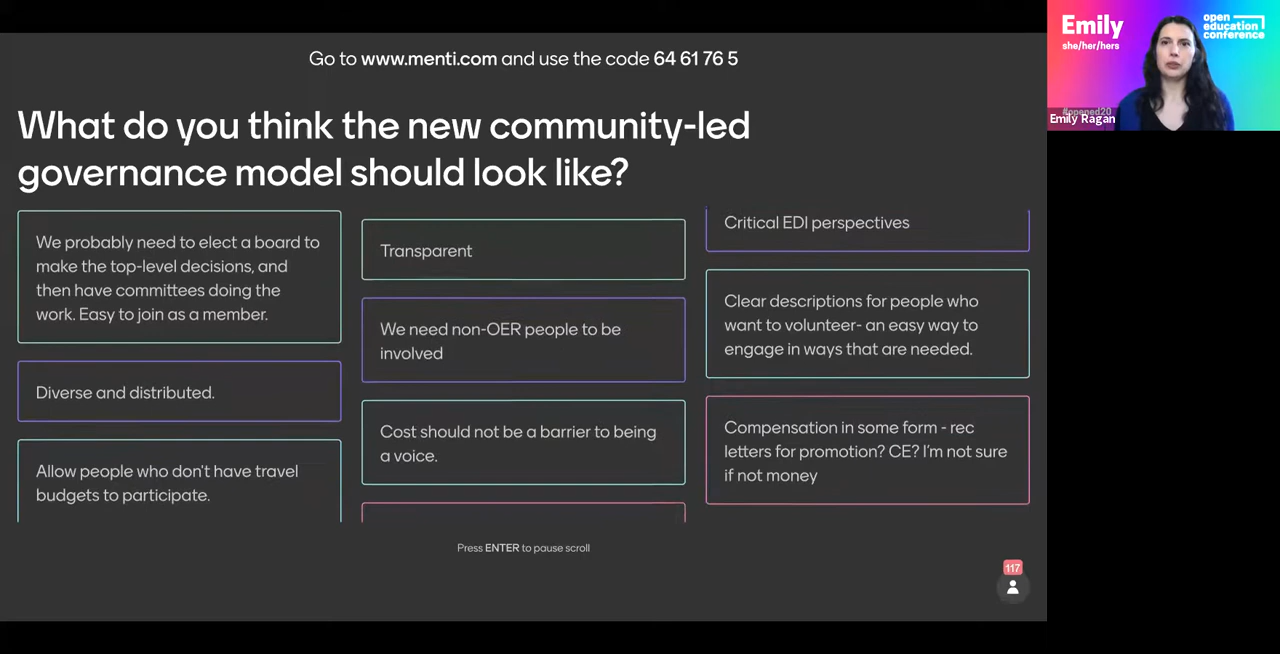 Go to www.menti.com and use the code 64 61 76 5
What do you think the new community-led
governance model should look like?
We probably need to elect a board to
make the top-level decisions, and
then have committees doing the
work. Easy to join as a member.
Diverse and distributed.
Allow people who don't have travel
budgets to participate.
Transparent
We need non-OER people to be
involved
Cost should not be a barrier to being
a voice.
Critical EDI perspectives
Clear descriptions for people who
want to volunteer- an easy way to
engage in ways that are needed.
Compensation in some form - rec
letters for promotion? CE? I'm not sure
if not money
Press ENTER to pause scroll
117
Emily
she/her/hers
open
education
conference
#opened20
Emily Ragan